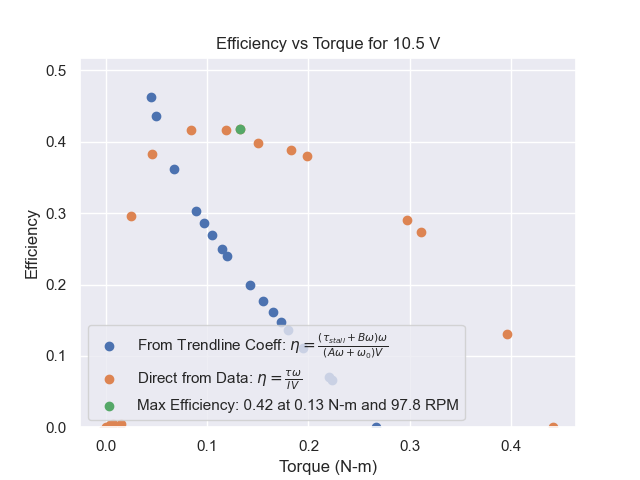 Efficiency vs Torque for 10.5 V
0.5
0.4
0.3
0.2
0.1
0.0
Efficiency
From Trendline Coeff: η = (τ_stall + Bω)ω / (Aω + ω₀)V
Direct from Data: η = τω / IV
Max Efficiency: 0.42 at 0.13 N-m and 97.8 RPM
0.0 0.1 0.2 0.3 0.4
Torque (N-m)